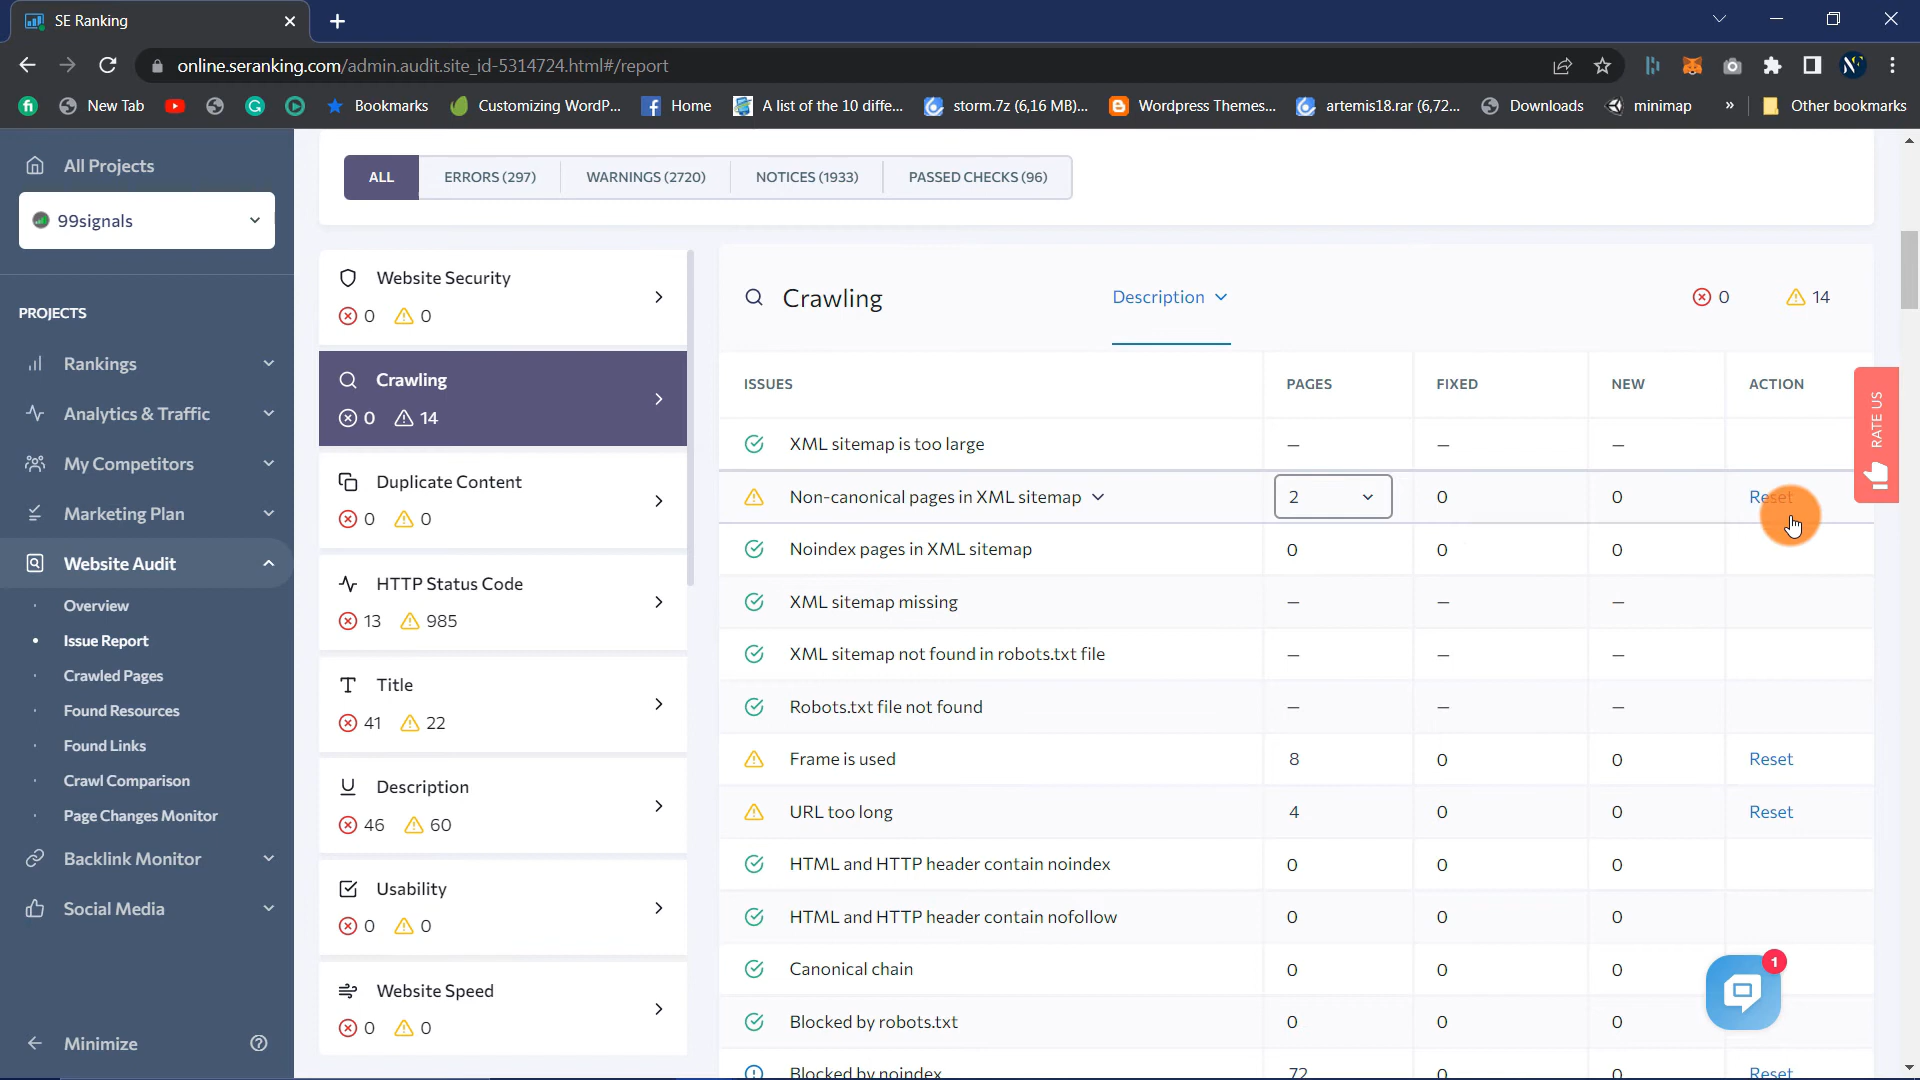 SE Ranking
online.seranking.com/admin.audit.site_id-5314724.html#/report
New Tab
Bookmarks
Customizing WordP...
Home
A list of the 10 diffe...
storm.7z (6,16 MB)...
Wordpress Themes...
artemis18.rar (6,72...
Downloads
minimap
»
Other bookmarks
All Projects
99signals
PROJECTS
Rankings
Analytics & Traffic
My Competitors
Marketing Plan
Website Audit
Overview
Issue Report
Crawled Pages
Found Resources
Found Links
Crawl Comparison
Page Changes Monitor
Backlink Monitor
Social Media
Minimize
ALL
ERRORS (297)
WARNINGS (2720)
NOTICES (1933)
PASSED CHECKS (96)
Website Security
0 0
Crawling
0 14
Duplicate Content
0 0
HTTP Status Code
13 985
Title
41 22
Description
46 60
Usability
0 0
Website Speed
0 0
Crawling Description 0 14
ISSUES PAGES FIXED NEW ACTION
XML sitemap is too large – – –
Non-canonical pages in XML sitemap 2 0 0 Reset
Noindex pages in XML sitemap 0 0 0
XML sitemap missing – – –
XML sitemap not found in robots.txt file – – –
Robots.txt file not found – – –
Frame is used 8 0 0 Reset
URL too long 4 0 0 Reset
HTML and HTTP header contain noindex 0 0 0
HTML and HTTP header contain nofollow 0 0 0
Canonical chain 0 0 0
Blocked by robots.txt 0 0 0
Blocked by noindex 72 0 0 Reset
RATE US
1